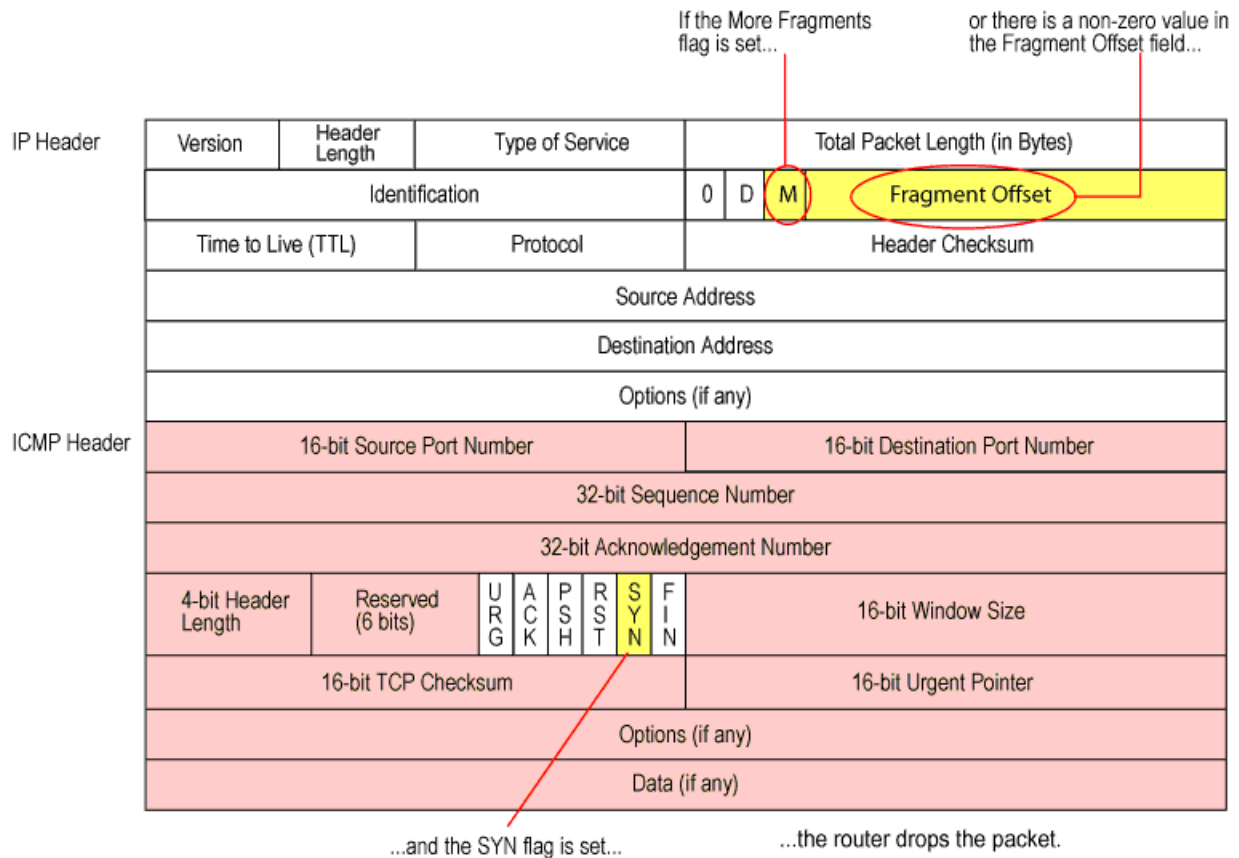 If the More Fragments
flag is set...
or there is a non-zero value in
the Fragment Offset field...
IP Header
Version
Header
Length
Type of Service
Total Packet Length (in Bytes)
Identification
0
D
M
Fragment Offset
Time to Live (TTL)
Protocol
Header Checksum
Source Address
Destination Address
Options (if any)
ICMP Header
16-bit Source Port Number
16-bit Destination Port Number
32-bit Sequence Number
32-bit Acknowledgement Number
4-bit Header
Length
Reserved
(6 bits)
URG
ACK
PSH
RST
SYN
FIN
16-bit Window Size
16-bit TCP Checksum
16-bit Urgent Pointer
Options (if any)
Data (if any)
...and the SYN flag is set...
...the router drops the packet.